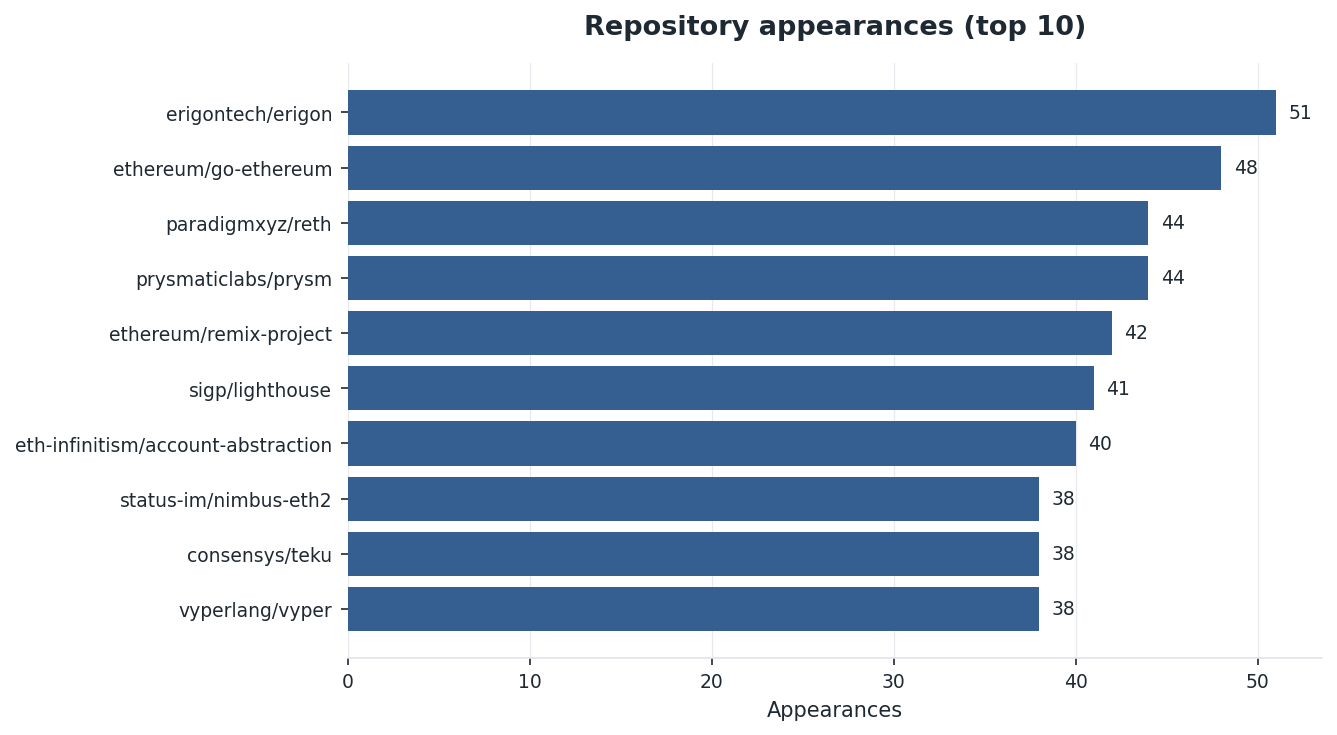 Repository appearances (top 10)
erigontech/erigon 51
ethereum/go-ethereum 48
paradigmxyz/reth 44
prysmaticlabs/prysm 44
ethereum/remix-project 42
sigp/lighthouse 41
eth-infinitism/account-abstraction 40
status-im/nimbus-eth2 38
consensys/teku 38
vyperlang/vyper 38
0 10 20 30 40 50
Appearances